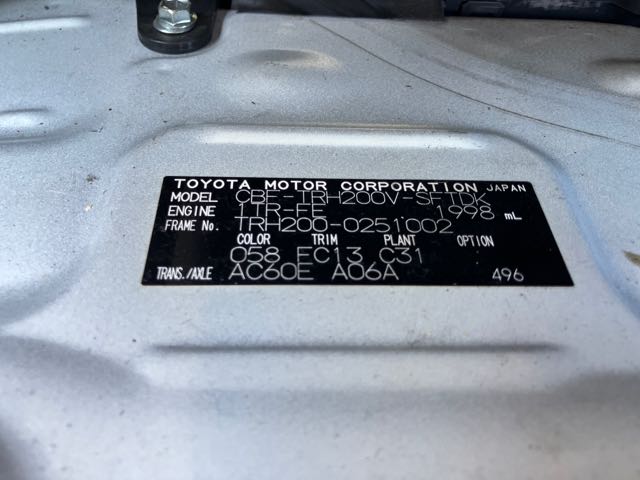 TOYOTA MOTOR CORPORATION JAPAN
MODEL CBF-TRH200V-SFTDK
ENGINE 1TR-FE 1998 mL
FRAME No. TRH200-0251002
COLOR TRIM PLANT OPTION
058 FC13 C31
TRANS./AXLE AC60E A06A 496